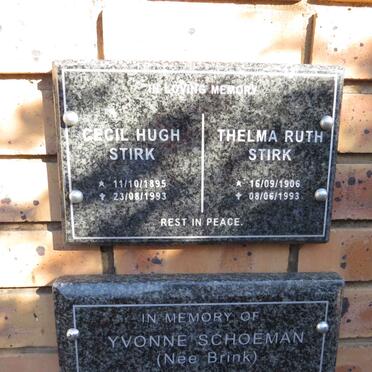 IN LOVING MEMORY
CECIL HUGH
STIRK
11/10/1895
23/08/1993
THELMA RUTH
STIRK
16/09/1906
08/06/1993
REST IN PEACE.
IN MEMORY OF
YVONNE SCHOEMAN
(Née Brink)